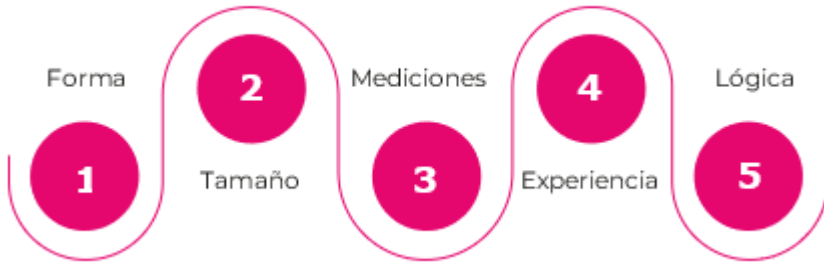 Forma
1
2
Tamaño
Mediciones
3
4
Experiencia
Lógica
5